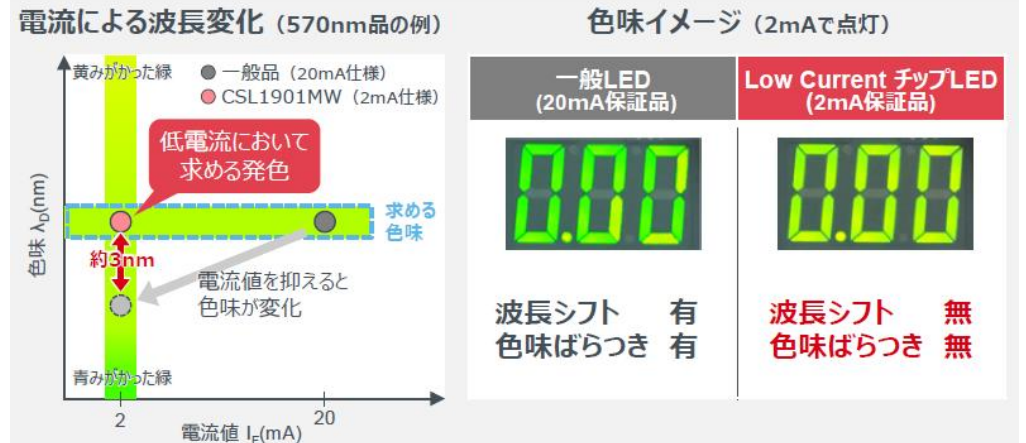 電流による波長変化（570nm品の例）
黄みがかった緑
一般品（20mA仕様）
CSL1901MW（2mA仕様）
低電流において
求める発色
求める
色味
約3nm
電流値を抑えると
色味が変化
青みがかった緑
色味 λD(nm)
2
20
電流値 IF(mA)
色味イメージ（2mAで点灯）
一般LED
(20mA保証品)
Low Current チップLED
(2mA保証品)
0.00
0.00
波長シフト 有
色味ばらつき 有
波長シフト 無
色味ばらつき 無